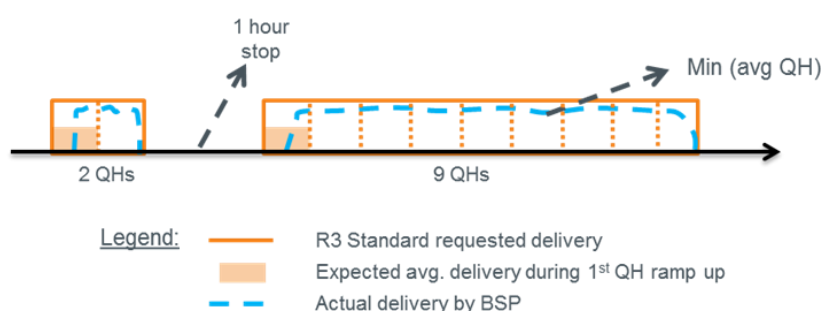 1 hour
stop
Min (avg QH)
2 QHs
9 QHs
Legend:
R3 Standard requested delivery
Expected avg. delivery during 1st QH ramp up
Actual delivery by BSP